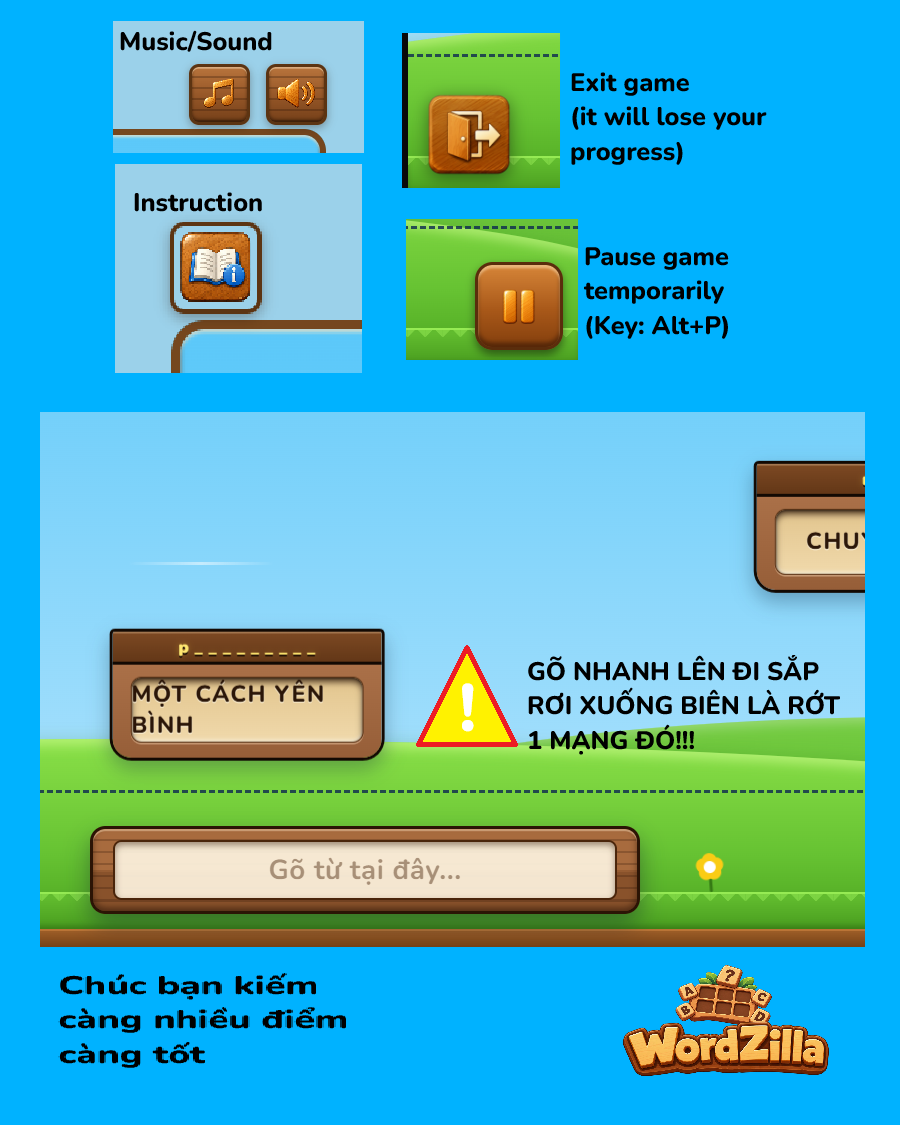 Music/Sound
Exit game
(it will lose your
progress)
Instruction
Pause game
temporarily
(Key: Alt+P)
CHUY
p_________
MỘT CÁCH YÊN
BÌNH
GÕ NHANH LÊN ĐI SẮP
RƠI XUỐNG BIÊN LÀ RỚT
1 MẠNG ĐÓ!!!
Gõ từ tại đây...
Chúc bạn kiếm
càng nhiều điểm
càng tốt
?
A C
B D
WordZilla